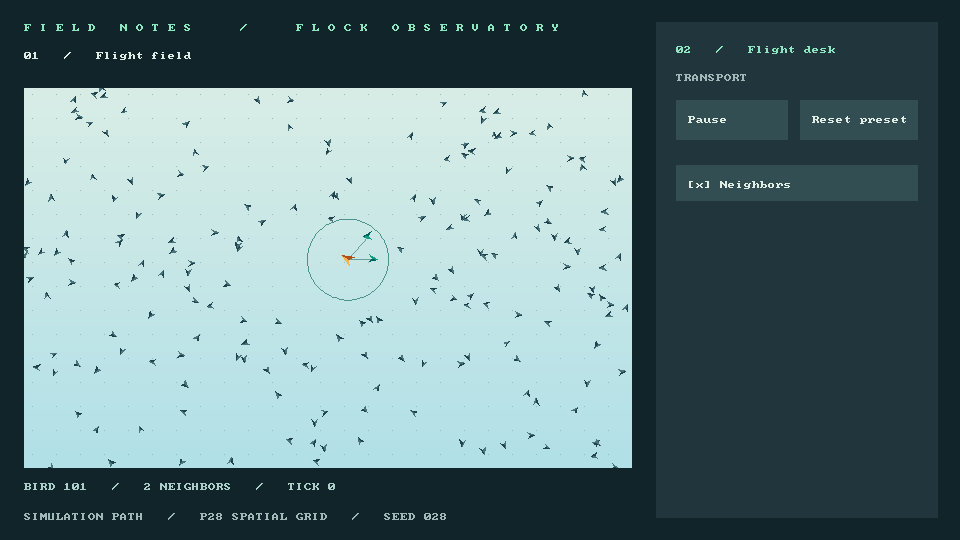 FIELD NOTES / FLOCK OBSERVATORY
01 / Flight field
02 / Flight desk
TRANSPORT
Pause
Reset preset
[x] Neighbors
BIRD 101 / 2 NEIGHBORS / TICK 0
SIMULATION PATH / P28 SPATIAL GRID / SEED 028